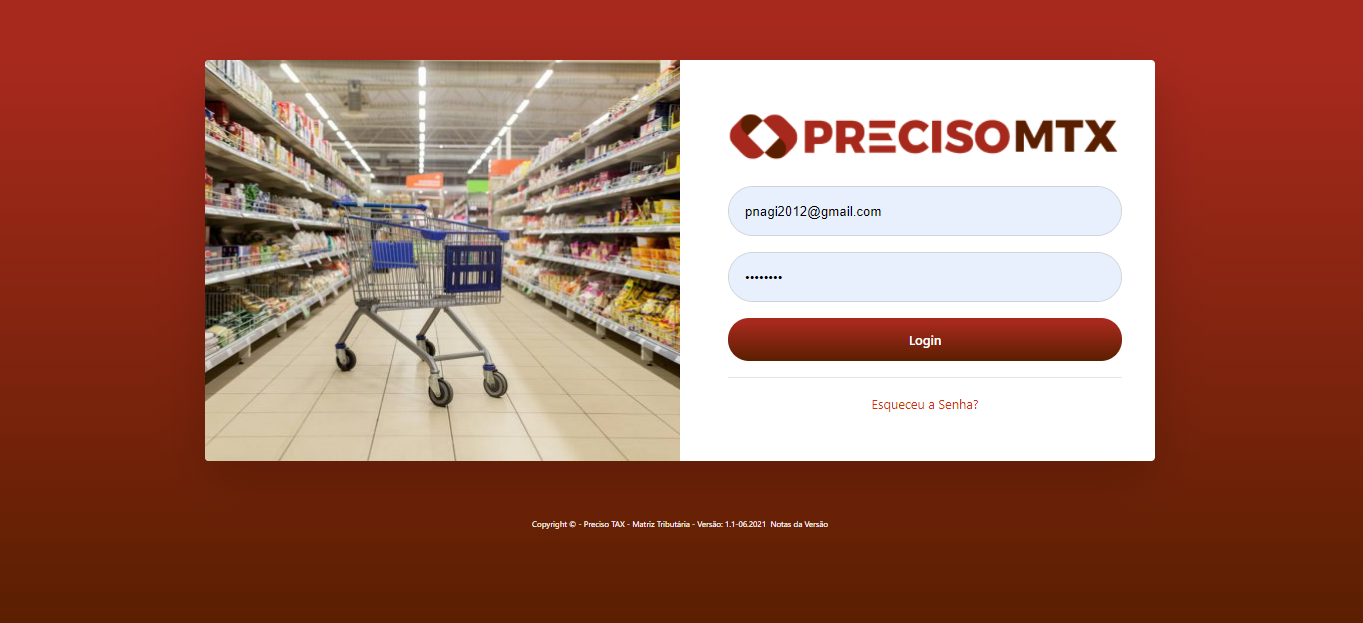 PRECISOMTX
pnagi2012@gmail.com
••••••••
Login
Esqueceu a Senha?
Copyright © - Preciso TAX - Matriz Tributária - Versão: 1.1-06.2021 Notas da Versão